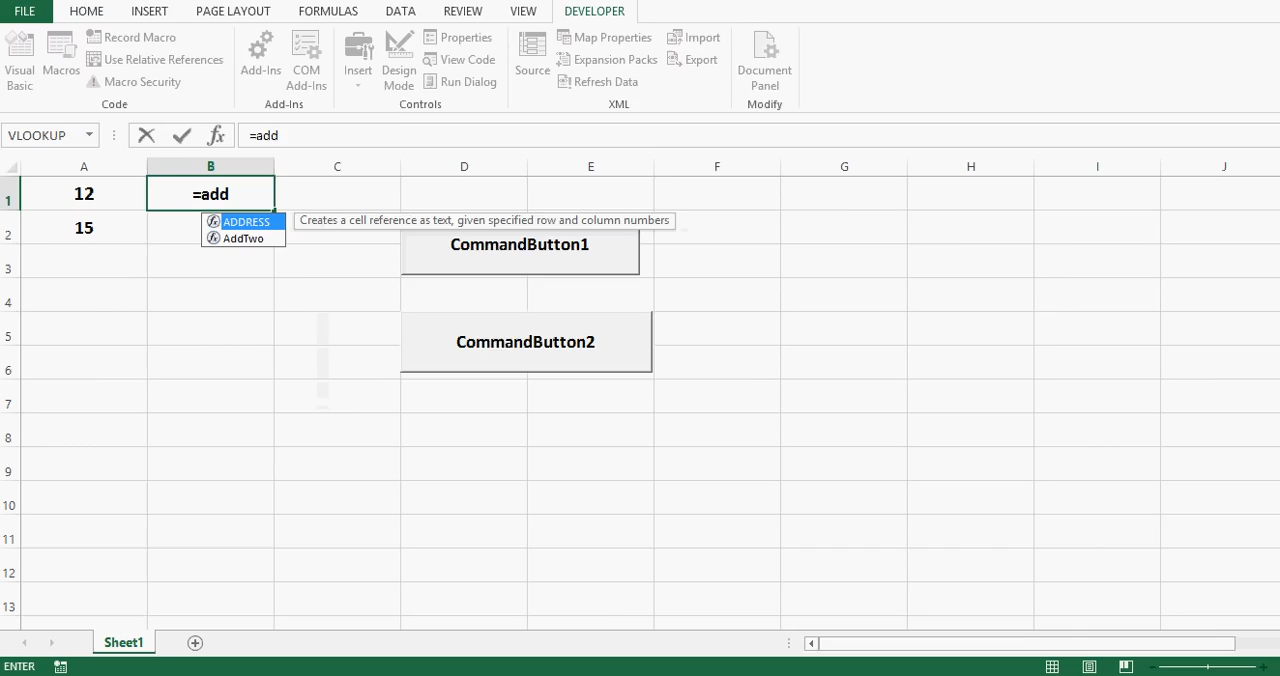 FILE HOME INSERT PAGE LAYOUT FORMULAS DATA REVIEW VIEW DEVELOPER
Visual Basic
Macros
Record Macro
Use Relative References
Macro Security
Code
Add-Ins
COM Add-Ins
Add-Ins
Insert
Design Mode
Properties
View Code
Run Dialog
Controls
Source
Map Properties
Expansion Packs
Refresh Data
Import
Export
XML
Document Panel
Modify
VLOOKUP fx =add
A B C D E F G H I J
1 12 =add
ADDRESS Creates a cell reference as text, given specified row and column numbers
2 15
AddTwo
CommandButton1
3
4
5
CommandButton2
6
7
8
9
10
11
12
13
Sheet1
ENTER